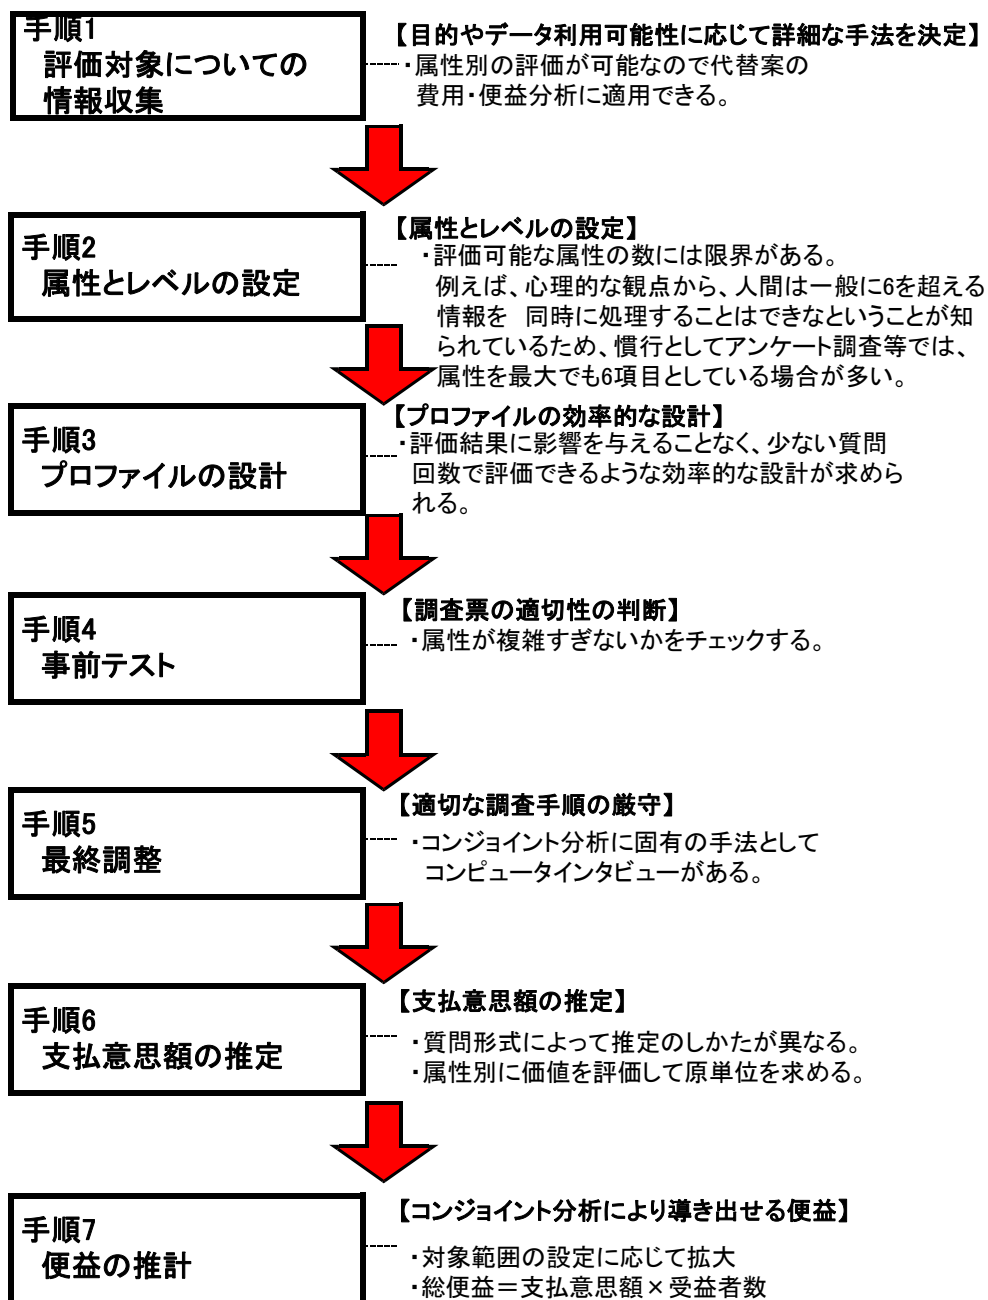 手順1
評価対象についての
情報収集
【目的やデータ利用可能性に応じて詳細な手法を決定】
・属性別の評価が可能なので代替案の
費用・便益分析に適用できる。
手順2
属性とレベルの設定
【属性とレベルの設定】
・評価可能な属性の数には限界がある。
例えば、心理的な観点から、人間は一般に6を超える
情報を 同時に処理することはできなということが知
られているため、慣行としてアンケート調査等では、
属性を最大でも6項目としている場合が多い。
手順3
プロファイルの設計
【プロファイルの効率的な設計】
・評価結果に影響を与えることなく、少ない質問
回数で評価できるような効率的な設計が求めら
れる。
手順4
事前テスト
【調査票の適切性の判断】
・属性が複雑すぎないかをチェックする。
手順5
最終調整
【適切な調査手順の厳守】
・コンジョイント分析に固有の手法として
コンピュータインタビューがある。
手順6
支払意思額の推定
【支払意思額の推定】
・質問形式によって推定のしかたが異なる。
・属性別に価値を評価して原単位を求める。
手順7
便益の推計
【コンジョイント分析により導き出せる便益】
・対象範囲の設定に応じて拡大
・総便益＝支払意思額×受益者数